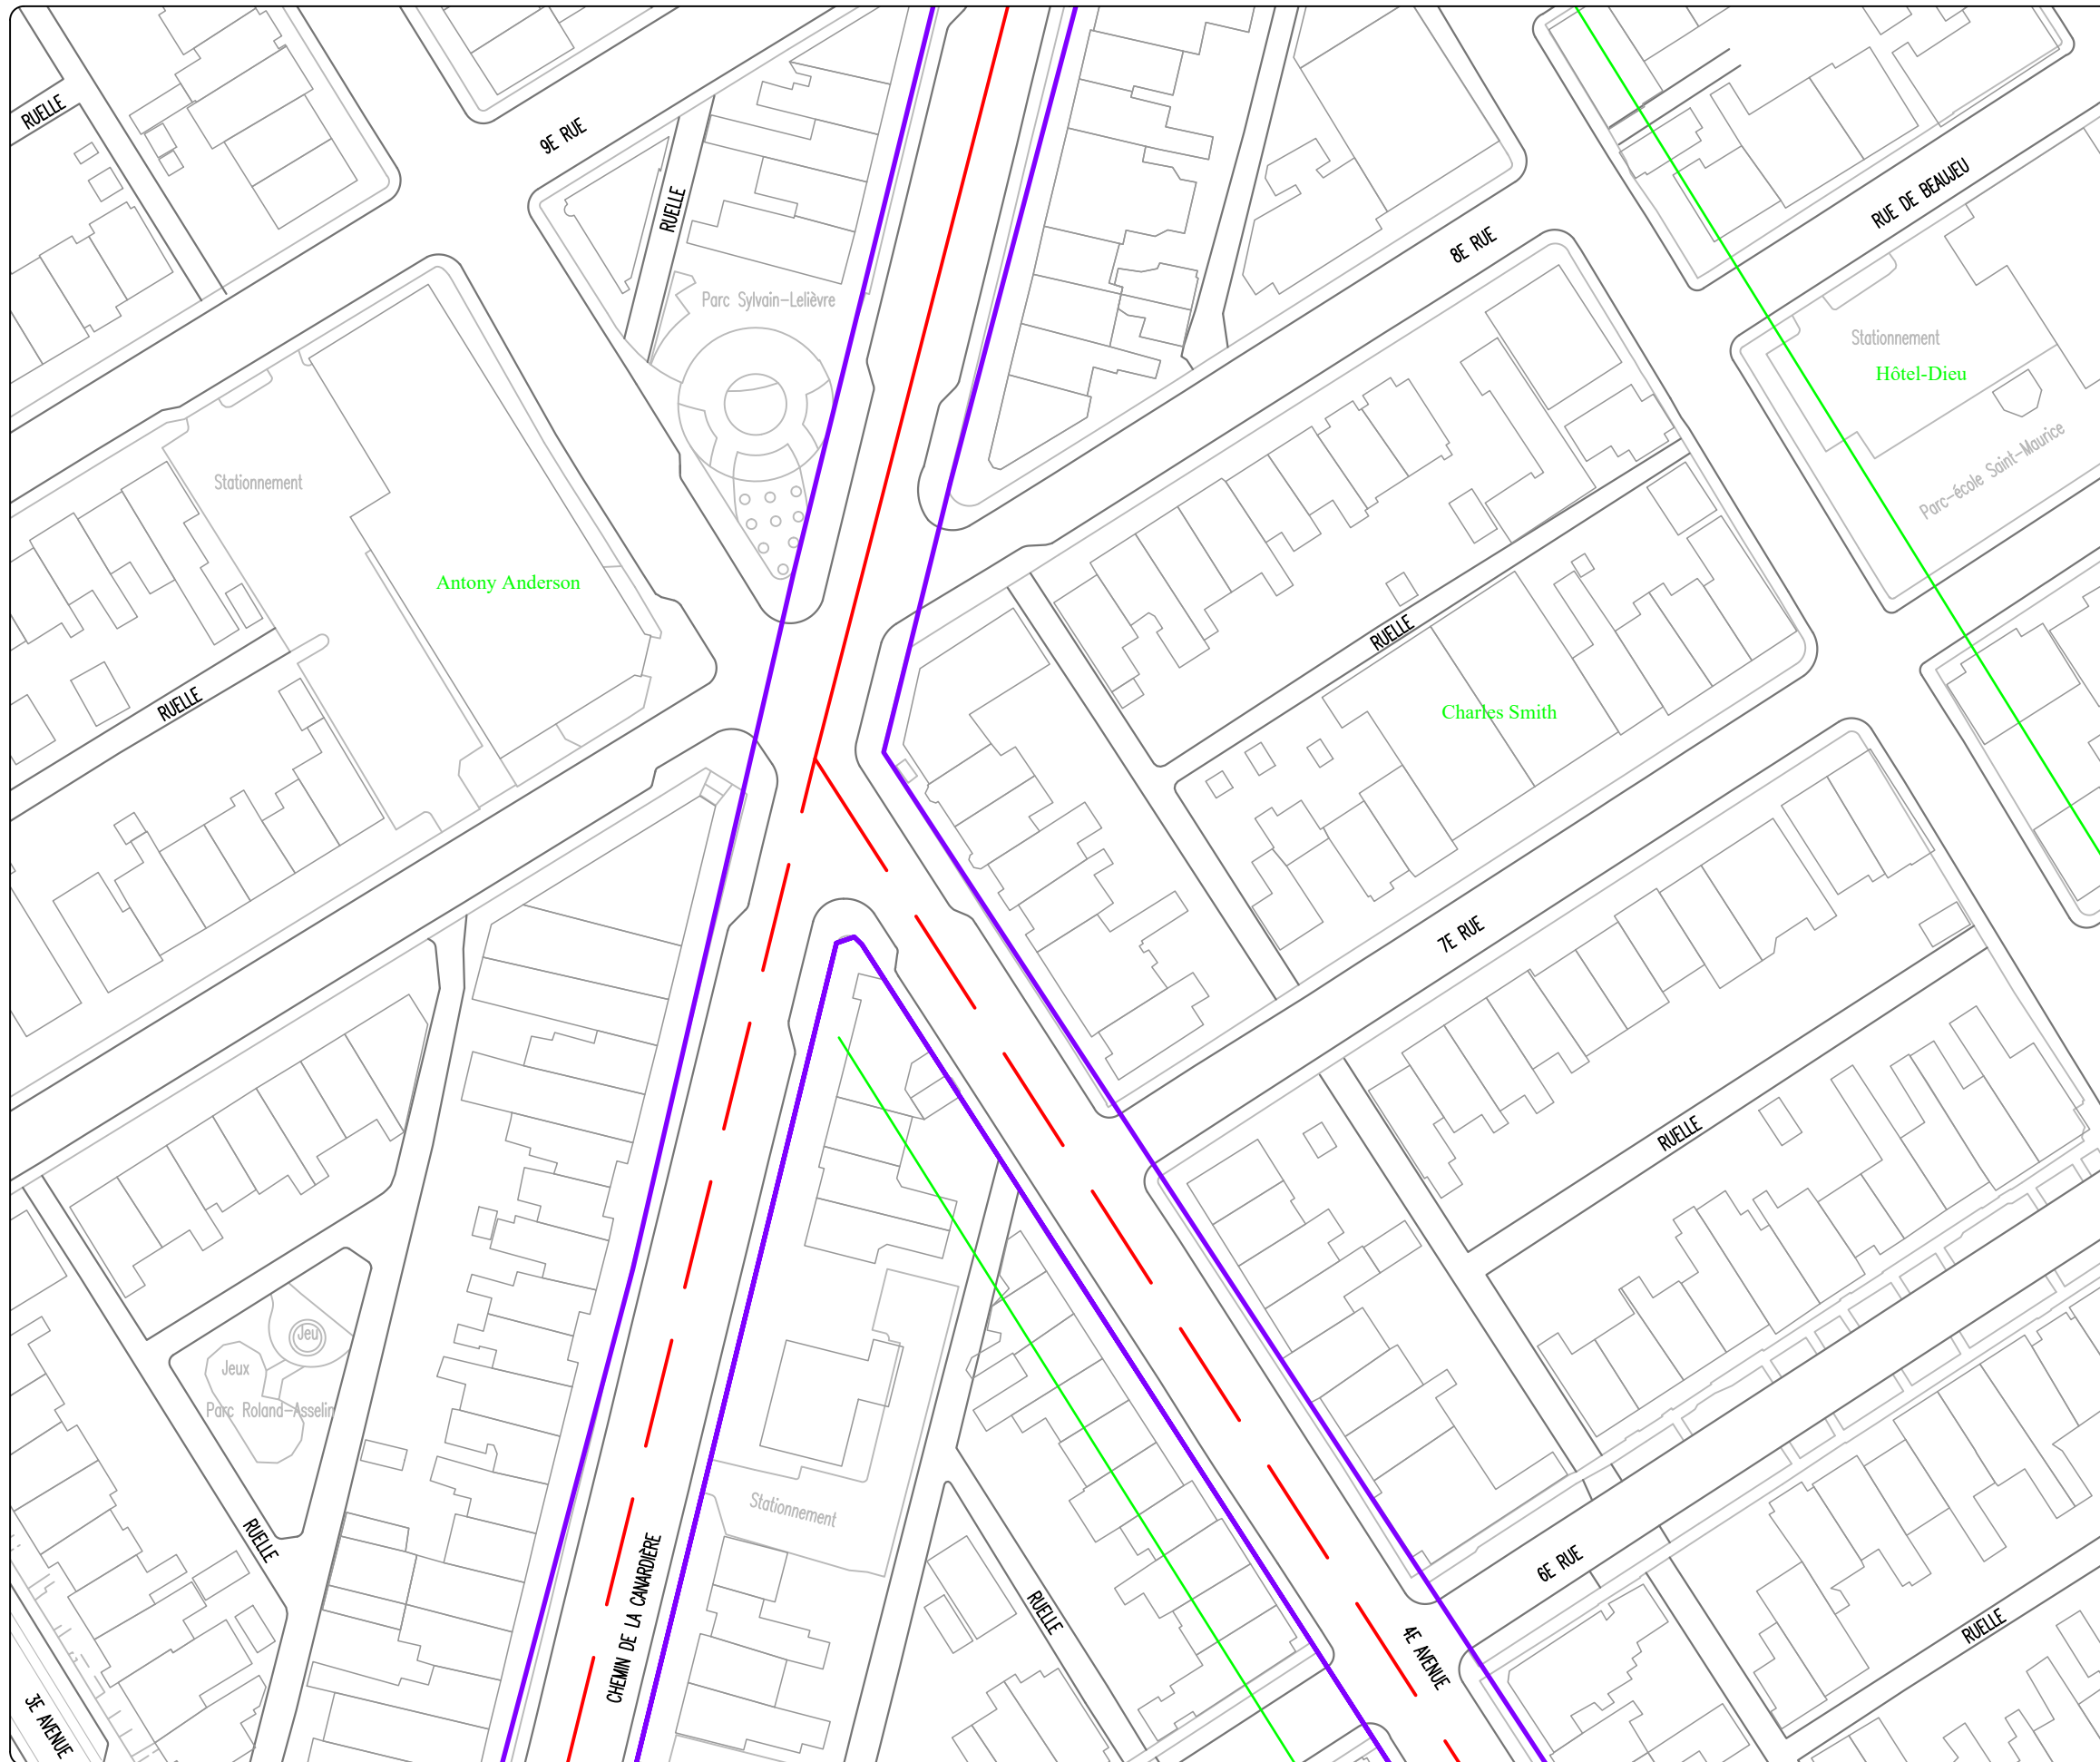 RUELLE
9E RUE
RUELLE
RUE DE BEAUJEU
8E RUE
Parc Sylvain-Lelièvre
Stationnement
Hôtel-Dieu
Stationnement
Parc-école Saint-Maurice
Antony Anderson
RUELLE
RUELLE
Charles Smith
7E RUE
RUELLE
Jeu
Jeux
Parc Roland-Asselin
Stationnement
RUELLE
6E RUE
CHEMIN DE LA CANARDIÈRE
RUELLE
4E AVENUE
RUELLE
3E AVENUE